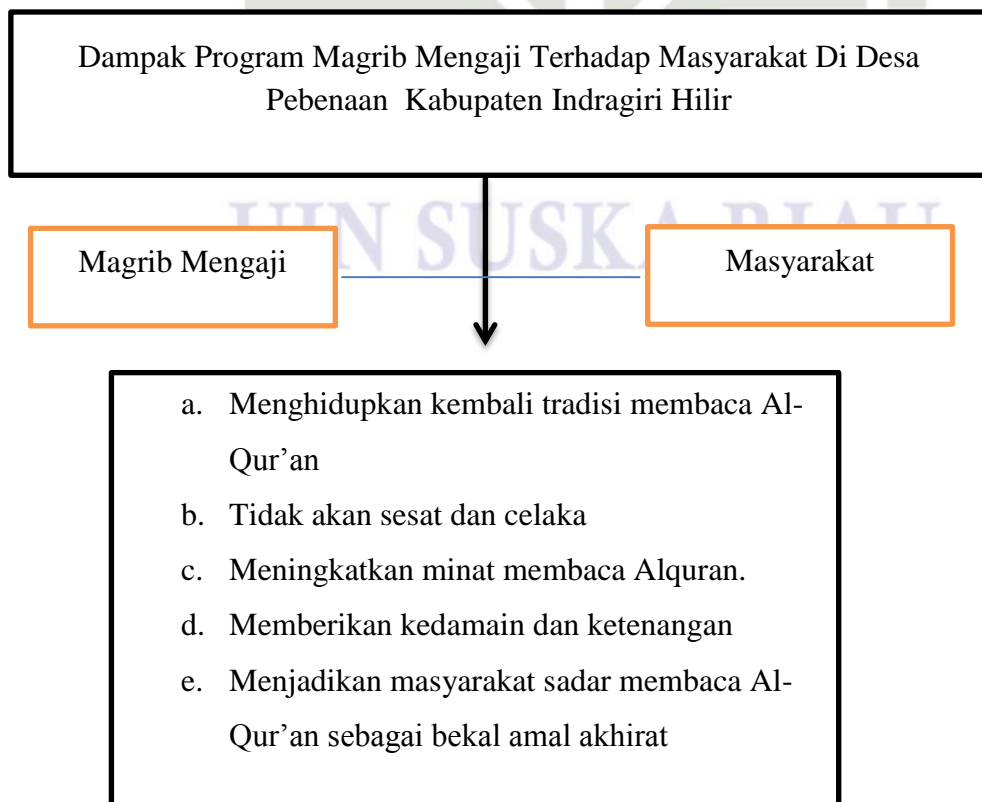 Dampak Program Magrib Mengaji Terhadap Masyarakat Di Desa
Pebenaan Kabupaten Indragiri Hilir
UIN SUSKA RIAU
Magrib Mengaji
Masyarakat
a. Menghidupkan kembali tradisi membaca Al-
Qur’an
b. Tidak akan sesat dan celaka
c. Meningkatkan minat membaca Alquran.
d. Memberikan kedamain dan ketenangan
e. Menjadikan masyarakat sadar membaca Al-
Qur’an sebagai bekal amal akhirat